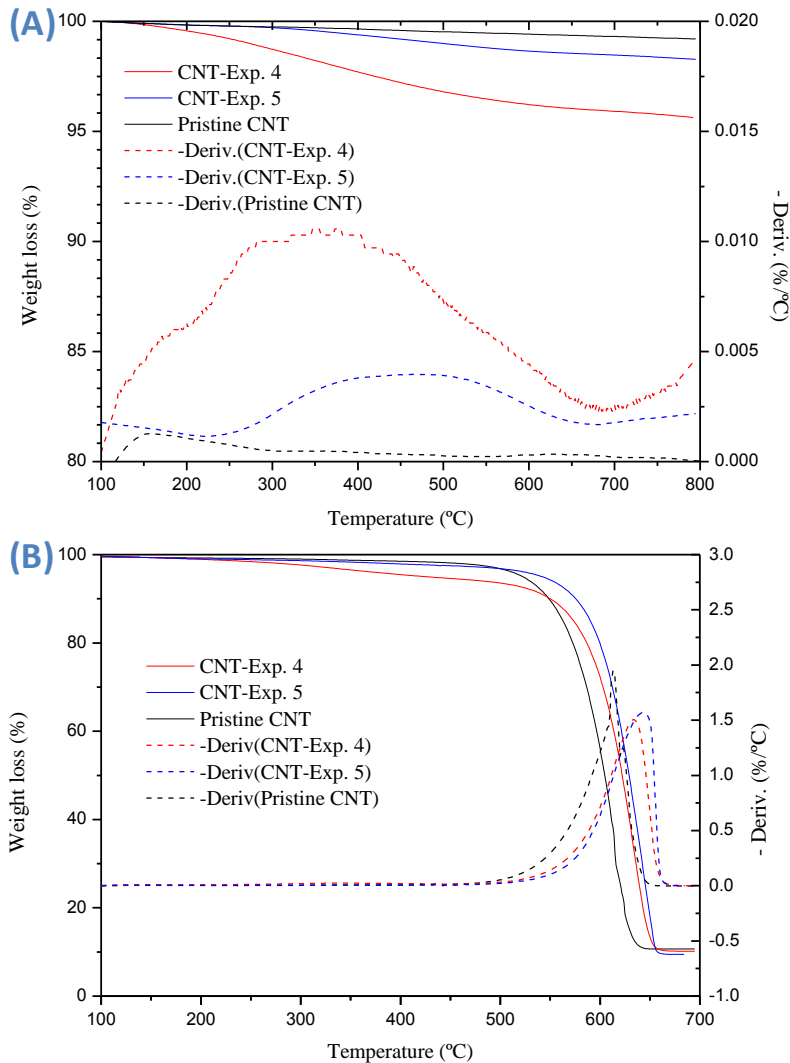 (A)
100
95
90
85
80
Weight loss (%)
CNT-Exp. 4
CNT-Exp. 5
Pristine CNT
-Deriv.(CNT-Exp. 4)
-Deriv.(CNT-Exp. 5)
-Deriv.(Pristine CNT)
0.020
0.015
0.010
0.005
0.000
- Deriv. (%/ºC)
100 200 300 400 500 600 700 800
Temperature (ºC)
(B)
100
80
60
40
20
0
Weight loss (%)
CNT-Exp. 4
CNT-Exp. 5
Pristine CNT
-Deriv(CNT-Exp. 4)
-Deriv(CNT-Exp. 5)
-Deriv(Pristine CNT)
3.0
2.5
2.0
1.5
1.0
0.5
0.0
-0.5
-1.0
- Deriv. (%/ºC)
100 200 300 400 500 600 700
Temperature (ºC)